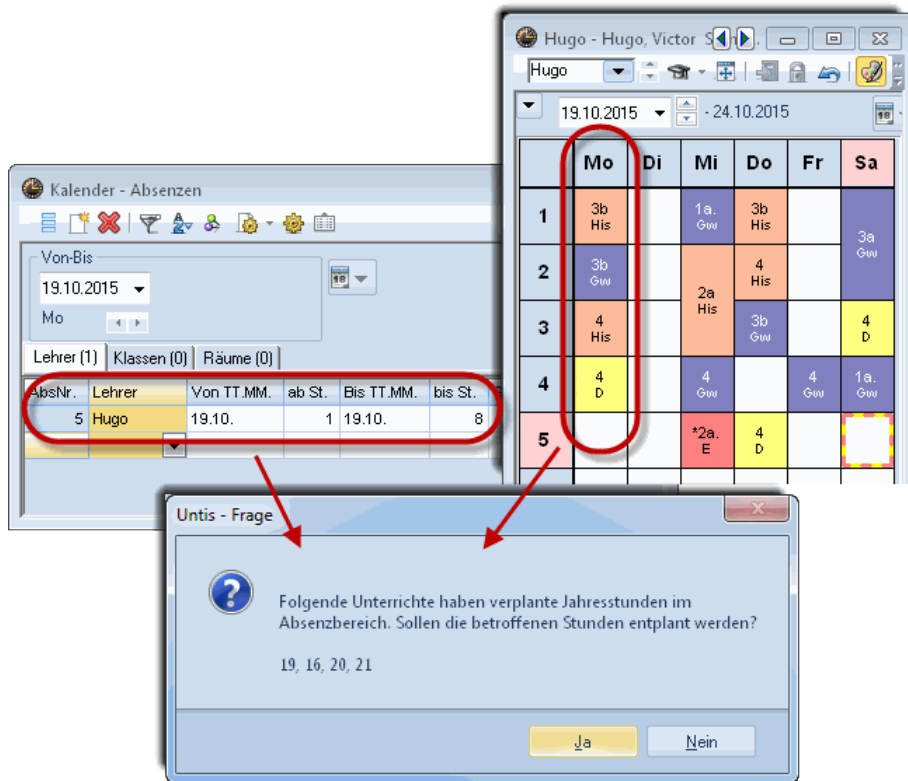 Hugo - Hugo, Victor
Hugo
19.10.2015 - 24.10.2015
Mo Di Mi Do Fr Sa
1 3b His 1a. Gw 3b His 3a Gw
2 3b Gw 2a His 4 His
3 4 His 3b Gw 4 D
4 4 D 4 Gw 4 Gw 1a. Gw
5 *2a. E 4 D
Kalender - Absenzen
Von-Bis
19.10.2015
Mo
Lehrer (1) Klassen (0) Räume (0)
AbsNr. Lehrer Von TT.MM. ab St. Bis TT.MM. bis St.
5 Hugo 19.10. 1 19.10. 8
Untis - Frage
Folgende Unterrichte haben verplante Jahresstunden im
Absenzbereich. Sollen die betroffenen Stunden entplant werden?
19, 16, 20, 21
Ja Nein